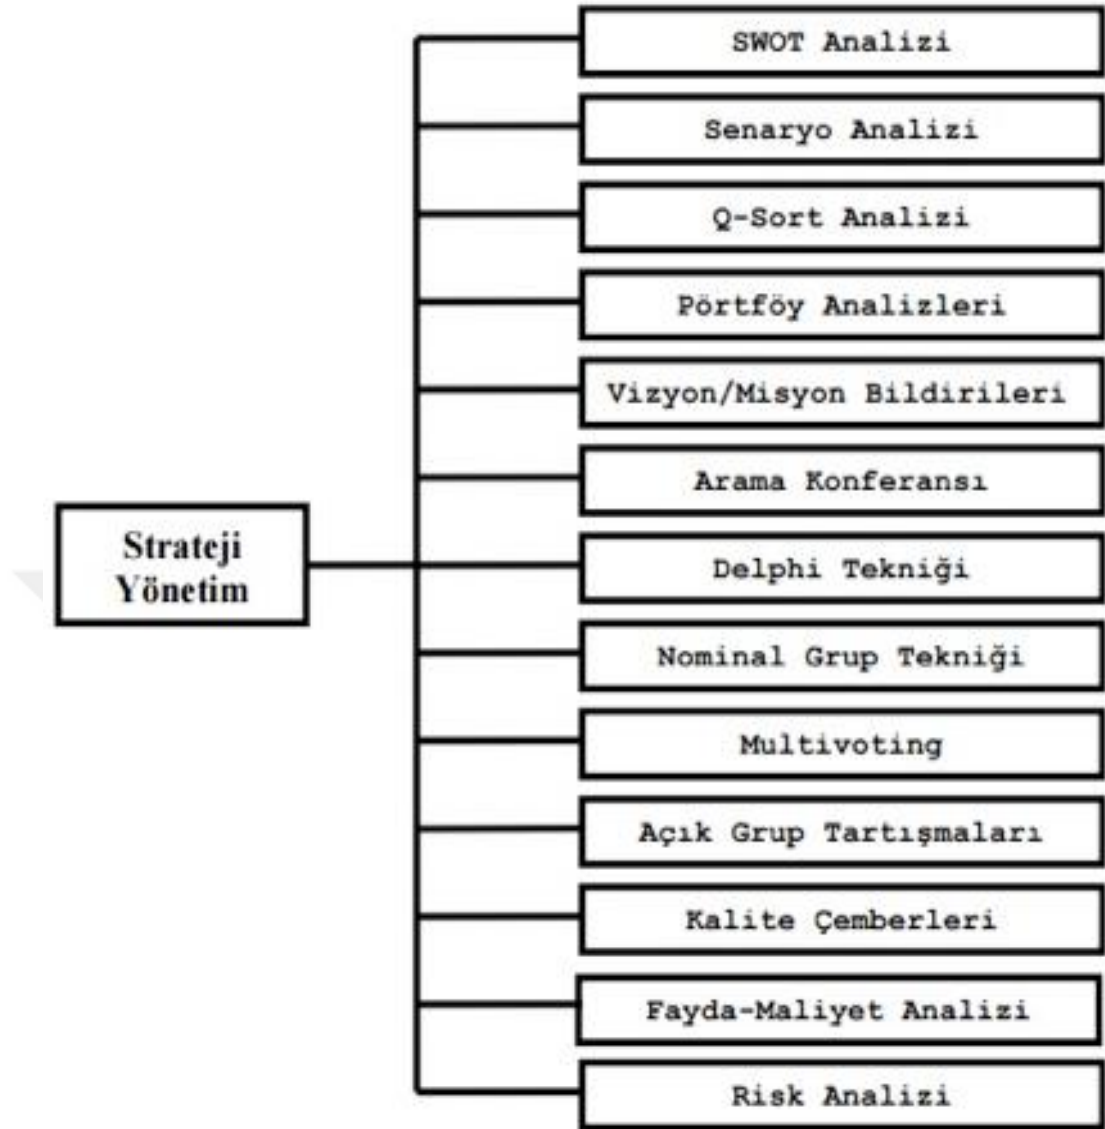 SWOT Analizi
Senaryo Analizi
Q-Sort Analizi
Pörtföy Analizleri
Vizyon/Misyon Bildirileri
Arama Konferansı
Strateji
Yönetim
Delphi Tekniği
Nominal Grup Tekniği
Multivoting
Açık Grup Tartışmaları
Kalite Çemberleri
Fayda-Maliyet Analizi
Risk Analizi